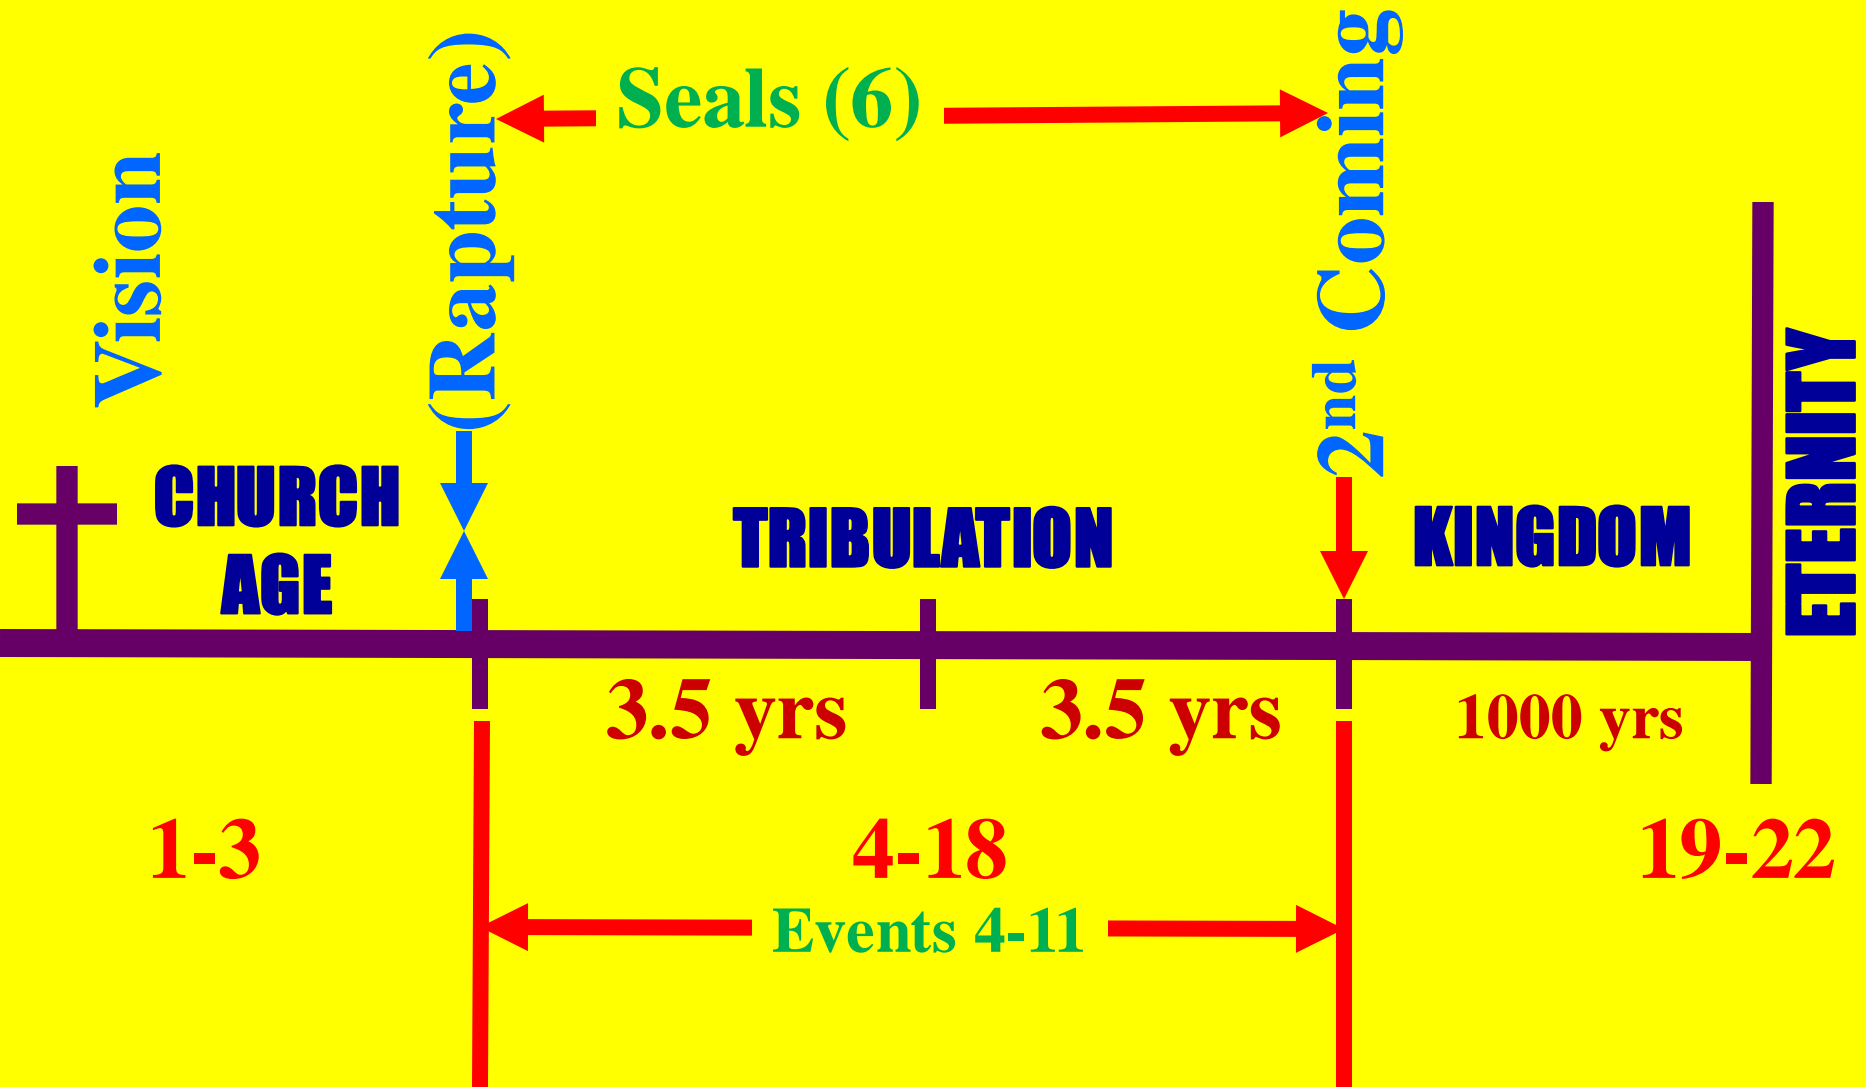 Seals (6)
Vision
(Rapture)
2nd Coming
CHURCH
AGE
TRIBULATION
KINGDOM
ETERNITY
3.5 yrs
3.5 yrs
1000 yrs
1-3
4-18
19-22
Events 4-11